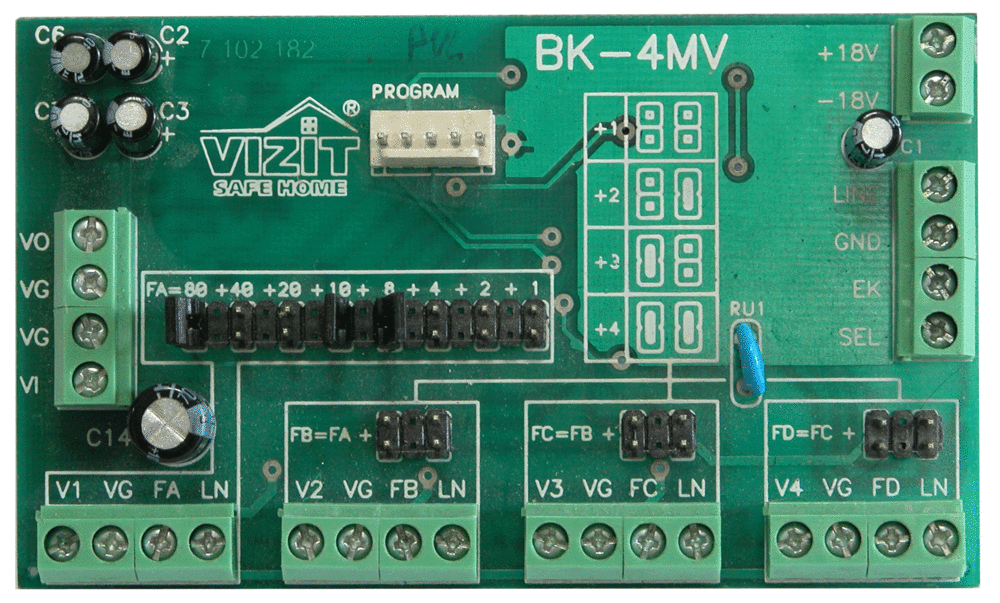 C6 C2
7 102 182
BK-4MV
+18V
-18V
PROGRAM
C3
+
+
®
VIZIT
SAFE HOME
+1
C1
+2
LINE
VO
GND
+3
VG
FA=80 +40 +20 +10 + 8 + 4 + 2 + 1
EK
VG
+4
RU1
SEL
VI
C14
FB=FA +
FC=FB +
FD=FC +
V1 VG FA LN
V2 VG FB LN
V3 VG FC LN
V4 VG FD LN